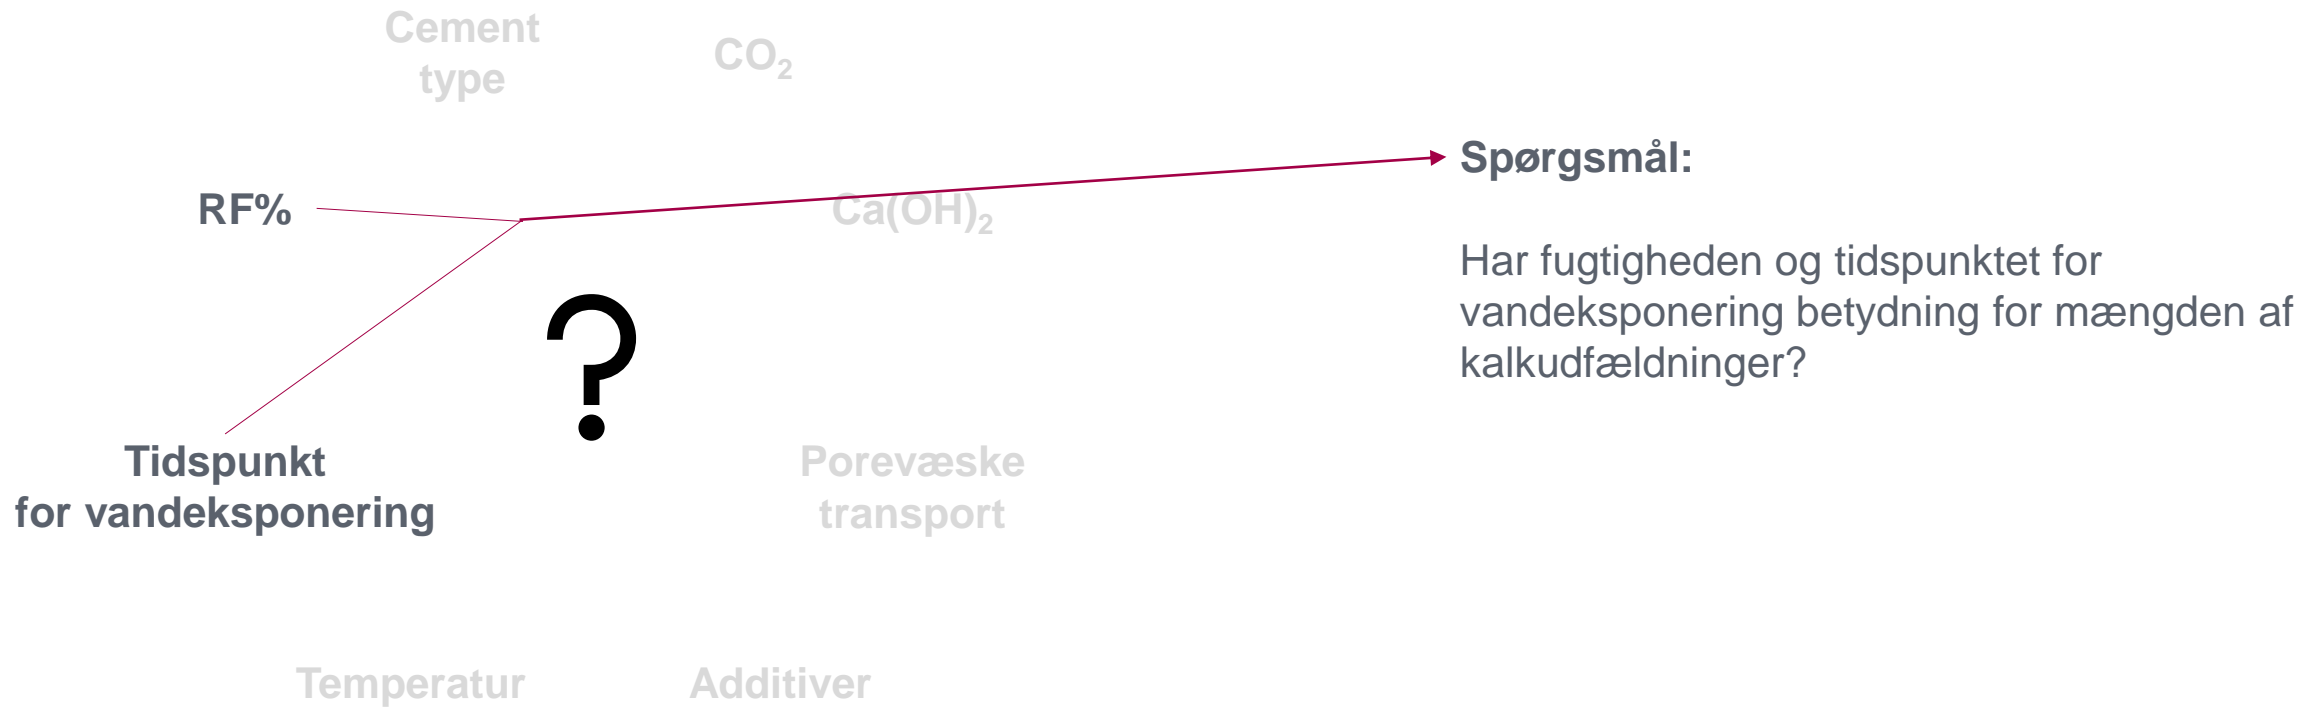 Cement
type
CO₂
RF%
Ca(OH)₂
?
Tidspunkt
for vandeksponering
Porevæske
transport
Temperatur
Additiver
Spørgsmål:
Har fugtigheden og tidspunktet for
vandeksponering betydning for mængden af
kalkudfældninger?